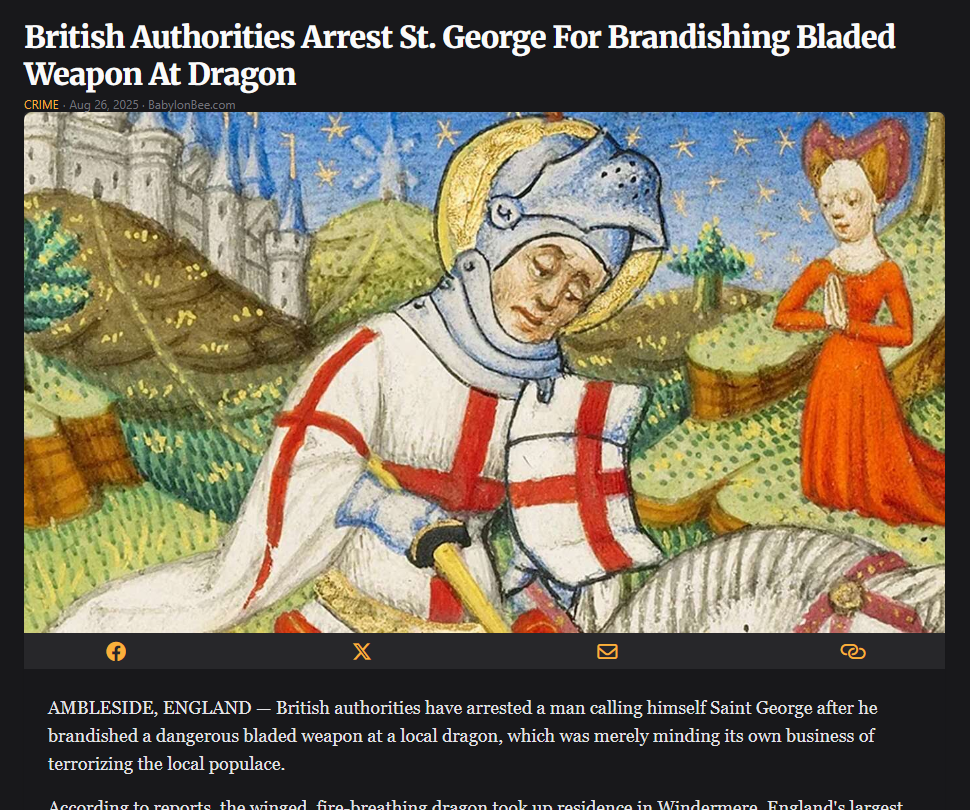 British Authorities Arrest St. George For Brandishing Bladed
Weapon At Dragon
CRIME · Aug 26, 2025 · BabylonBee.com
AMBLESIDE, ENGLAND — British authorities have arrested a man calling himself Saint George after he
brandished a dangerous bladed weapon at a local dragon, which was merely minding its own business of
terrorizing the local populace.
According to reports, the winged, fire-breathing dragon took up residence in Windermere, England's largest